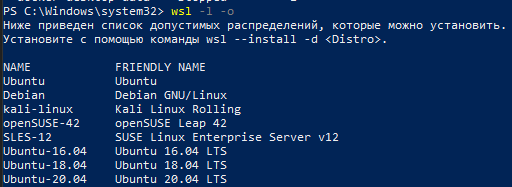 PS C:\Windows\system32> wsl -l -o
Ниже приведен список допустимых распределений, которые можно установить.
Установите с помощью команды wsl --install -d <Distro>.
NAME FRIENDLY NAME
Ubuntu Ubuntu
Debian Debian GNU/Linux
kali-linux Kali Linux Rolling
openSUSE-42 openSUSE Leap 42
SLES-12 SUSE Linux Enterprise Server v12
Ubuntu-16.04 Ubuntu 16.04 LTS
Ubuntu-18.04 Ubuntu 18.04 LTS
Ubuntu-20.04 Ubuntu 20.04 LTS